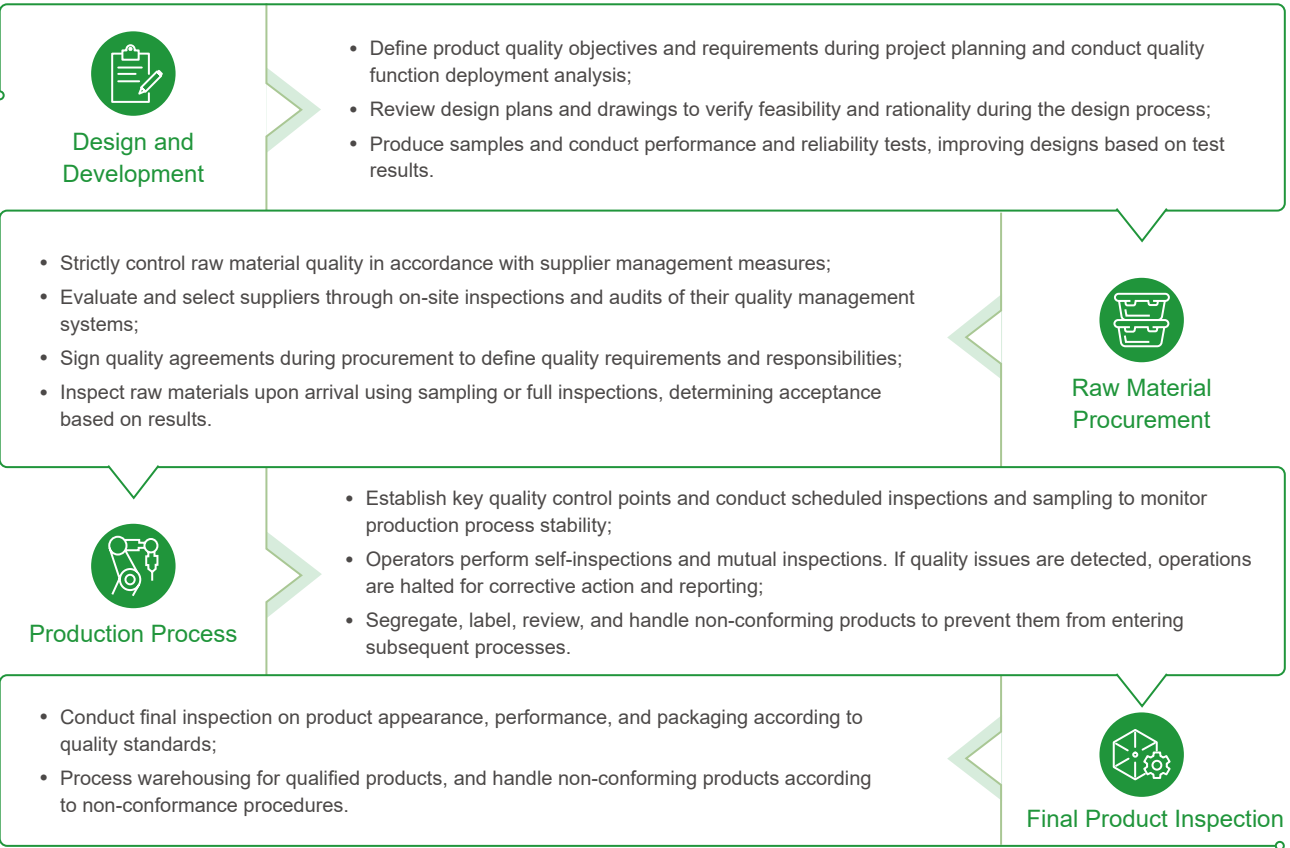 Design and
Development
• Define product quality objectives and requirements during project planning and conduct quality
function deployment analysis;
• Review design plans and drawings to verify feasibility and rationality during the design process;
• Produce samples and conduct performance and reliability tests, improving designs based on test
results.
Raw Material
Procurement
• Strictly control raw material quality in accordance with supplier management measures;
• Evaluate and select suppliers through on-site inspections and audits of their quality management
systems;
• Sign quality agreements during procurement to define quality requirements and responsibilities;
• Inspect raw materials upon arrival using sampling or full inspections, determining acceptance
based on results.
Production Process
• Establish key quality control points and conduct scheduled inspections and sampling to monitor
production process stability;
• Operators perform self-inspections and mutual inspections. If quality issues are detected, operations
are halted for corrective action and reporting;
• Segregate, label, review, and handle non-conforming products to prevent them from entering
subsequent processes.
Final Product Inspection
• Conduct final inspection on product appearance, performance, and packaging according to
quality standards;
• Process warehousing for qualified products, and handle non-conforming products according
to non-conformance procedures.